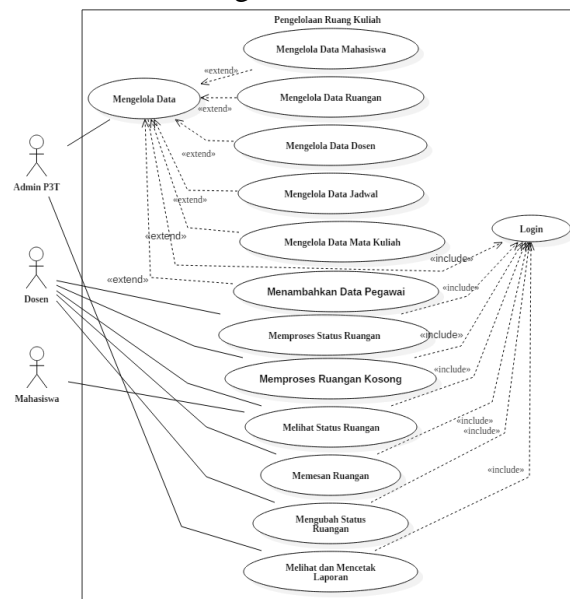 Pengelolaan Ruang Kuliah
Mengelola Data Mahasiswa
«extend»
Mengelola Data
Mengelola Data Ruangan
«extend»
Mengelola Data Dosen
«extend»
Admin P3T
Mengelola Data Jadwal
«extend»
Login
«extend»
Mengelola Data Mata Kuliah
«include»
«extend»
Menambahkan Data Pegawai
«include»
Dosen
Memproses Status Ruangan
«include»
Memproses Ruangan Kosong
«include»
Mahasiswa
Melihat Status Ruangan
«include»
«include»
Memesan Ruangan
«include»
Mengubah Status
Ruangan
Melihat dan Mencetak
Laporan